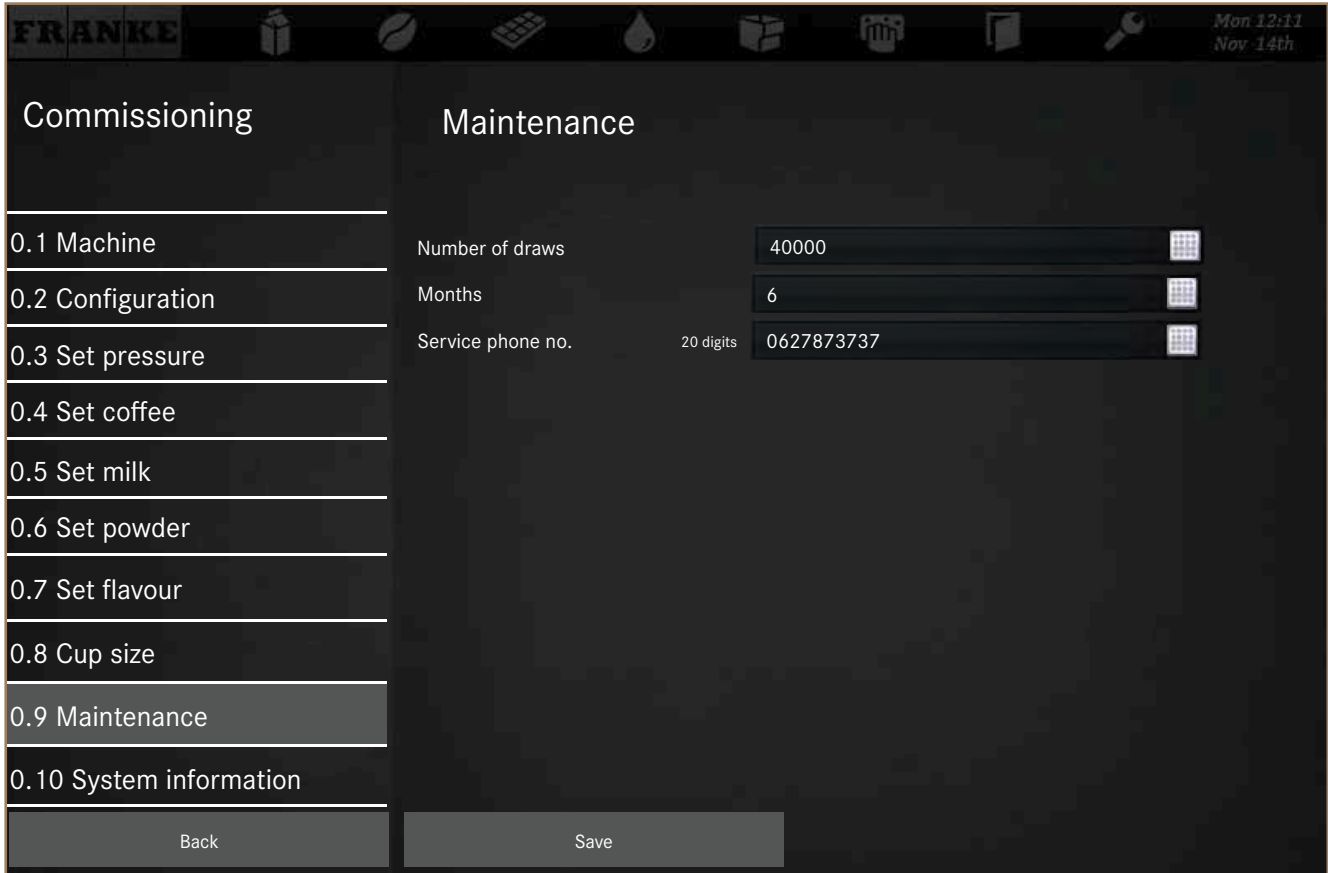 FRANKE
Mon 12:11
Nov 14th
Commissioning
Maintenance
0.1 Machine
0.2 Configuration
0.3 Set pressure
0.4 Set coffee
0.5 Set milk
0.6 Set powder
0.7 Set flavour
0.8 Cup size
0.9 Maintenance
0.10 System information
Number of draws 40000
Months 6
Service phone no. 20 digits 0627873737
Back
Save